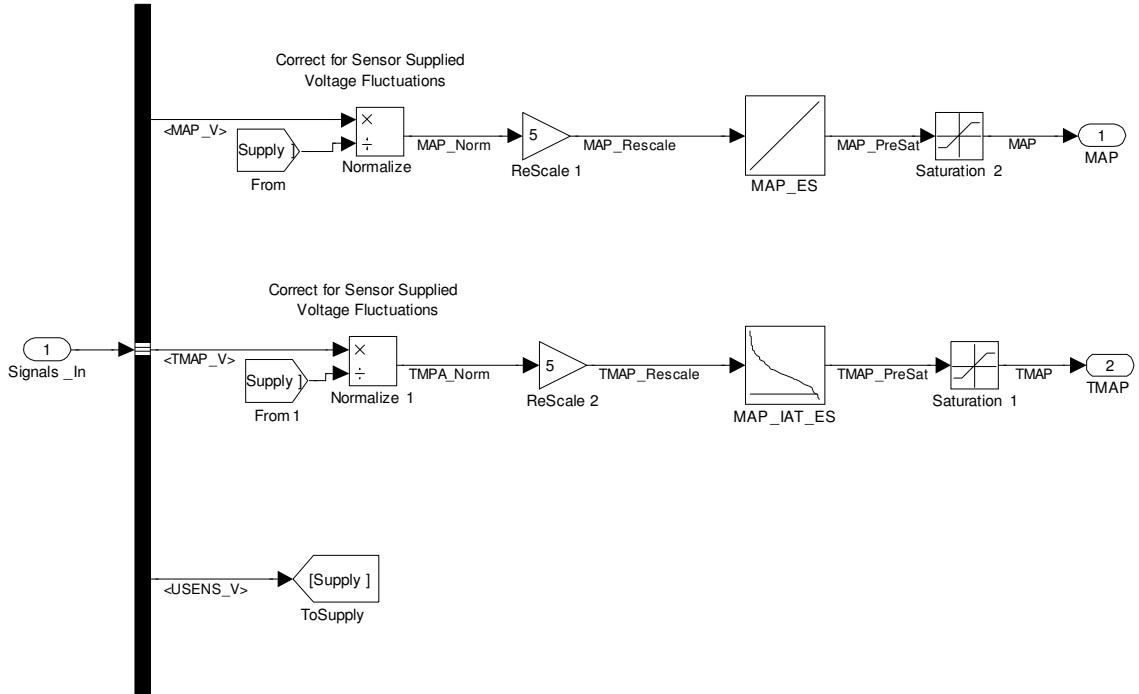 Correct for Sensor Supplied
Voltage Fluctuations
<MAP_V>
×
÷
Supply ]
From
Normalize
MAP_Norm
5
ReScale 1
MAP_Rescale
MAP_ES
MAP_PreSat
Saturation 2
MAP
1
MAP
Correct for Sensor Supplied
Voltage Fluctuations
1
Signals _In
<TMAP_V>
×
÷
Supply ]
From 1
Normalize 1
TMPA_Norm
5
ReScale 2
TMAP_Rescale
MAP_IAT_ES
TMAP_PreSat
Saturation 1
TMAP
2
TMAP
<USENS_V>
[Supply ]
ToSupply